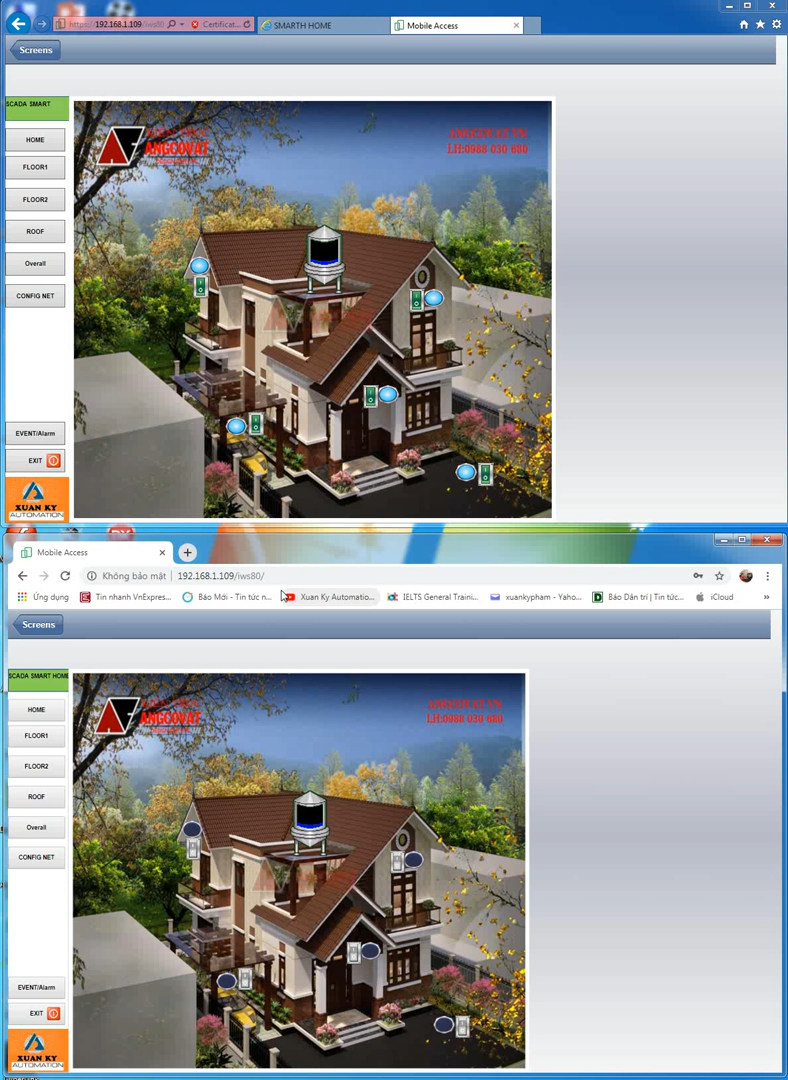 https://192.168.1.109/iws80
Certificat...
SMARTH HOME
Mobile Access
Screens
SCADA SMART
HOME
FLOOR1
FLOOR2
ROOF
Overall
CONFIG NET
EVENT/Alarm
EXIT
XUAN KY
AUTOMATION
ANGCOVAT
ANGCOVAT.VN
LH:0988 030 680
Mobile Access
Không bảo mật
192.168.1.109/iws80/
Ứng dụng
Tin nhanh VnExpres...
Báo Mới - Tin tức n...
Xuan Ky Automatio...
IELTS General Traini...
xuankypham - Yaho...
Báo Dân trí | Tin tức...
iCloud
»
Screens
SCADA SMART HOME
HOME
FLOOR1
FLOOR2
ROOF
Overall
CONFIG NET
EVENT/Alarm
EXIT
XUAN KY
AUTOMATION
ANGCOVAT
ANGCOVAT.VN
LH:0988 030 680